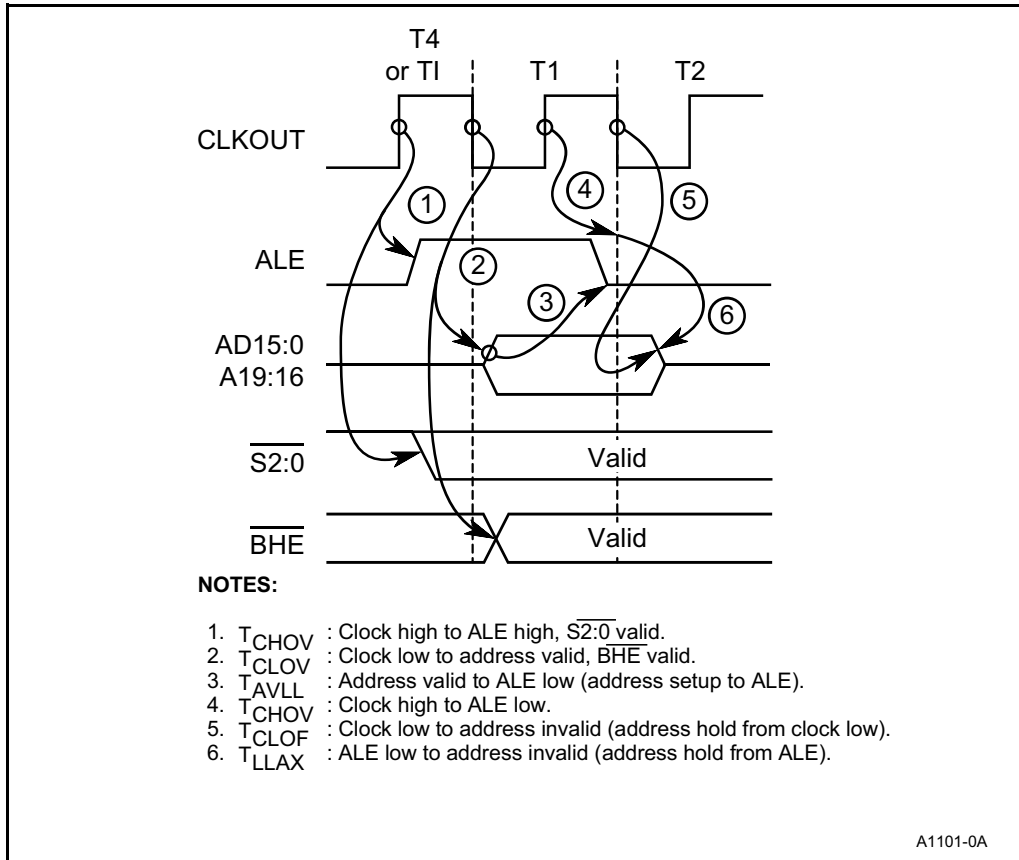 T4
or TI
T1
T2
CLKOUT
1
4
5
ALE
2
3
6
AD15:0
A19:16
S2:0
Valid
BHE
Valid
NOTES:
1. TCHOV : Clock high to ALE high, S2:0 valid.
2. TCLOV : Clock low to address valid, BHE valid.
3. TAVLL : Address valid to ALE low (address setup to ALE).
4. TCHOV : Clock high to ALE low.
5. TCLOF : Clock low to address invalid (address hold from clock low).
6. TLLAX : ALE low to address invalid (address hold from ALE).
A1101-0A